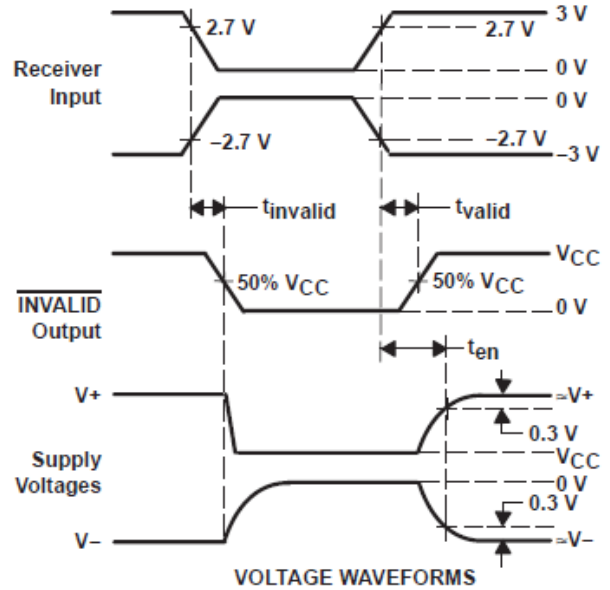 3 V
2.7 V
2.7 V
Receiver
Input
0 V
0 V
–2.7 V
–2.7 V
–3 V
tinvalid
tvalid
VCC
50% VCC
50% VCC
INVALID
Output
0 V
ten
V+
≃V+
0.3 V
Supply
Voltages
VCC
0 V
0.3 V
V–
≃V–
VOLTAGE WAVEFORMS